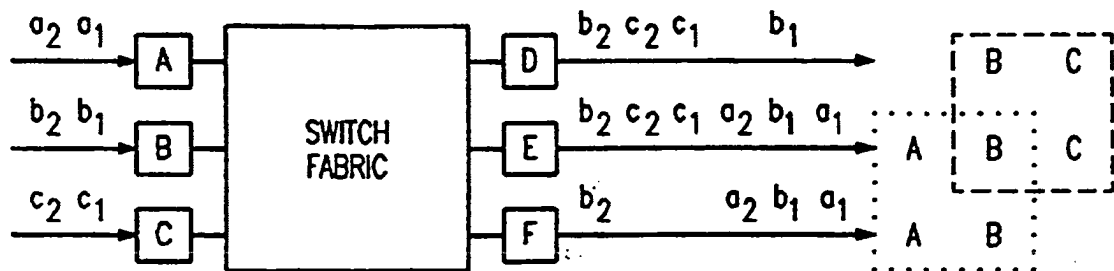 a2 a1 A D b2 c2 c1 b1 B C
b2 b1 B SWITCH FABRIC E b2 c2 c1 a2 b1 a1 A B C
c2 c1 C F b2 a2 b1 a1 A B